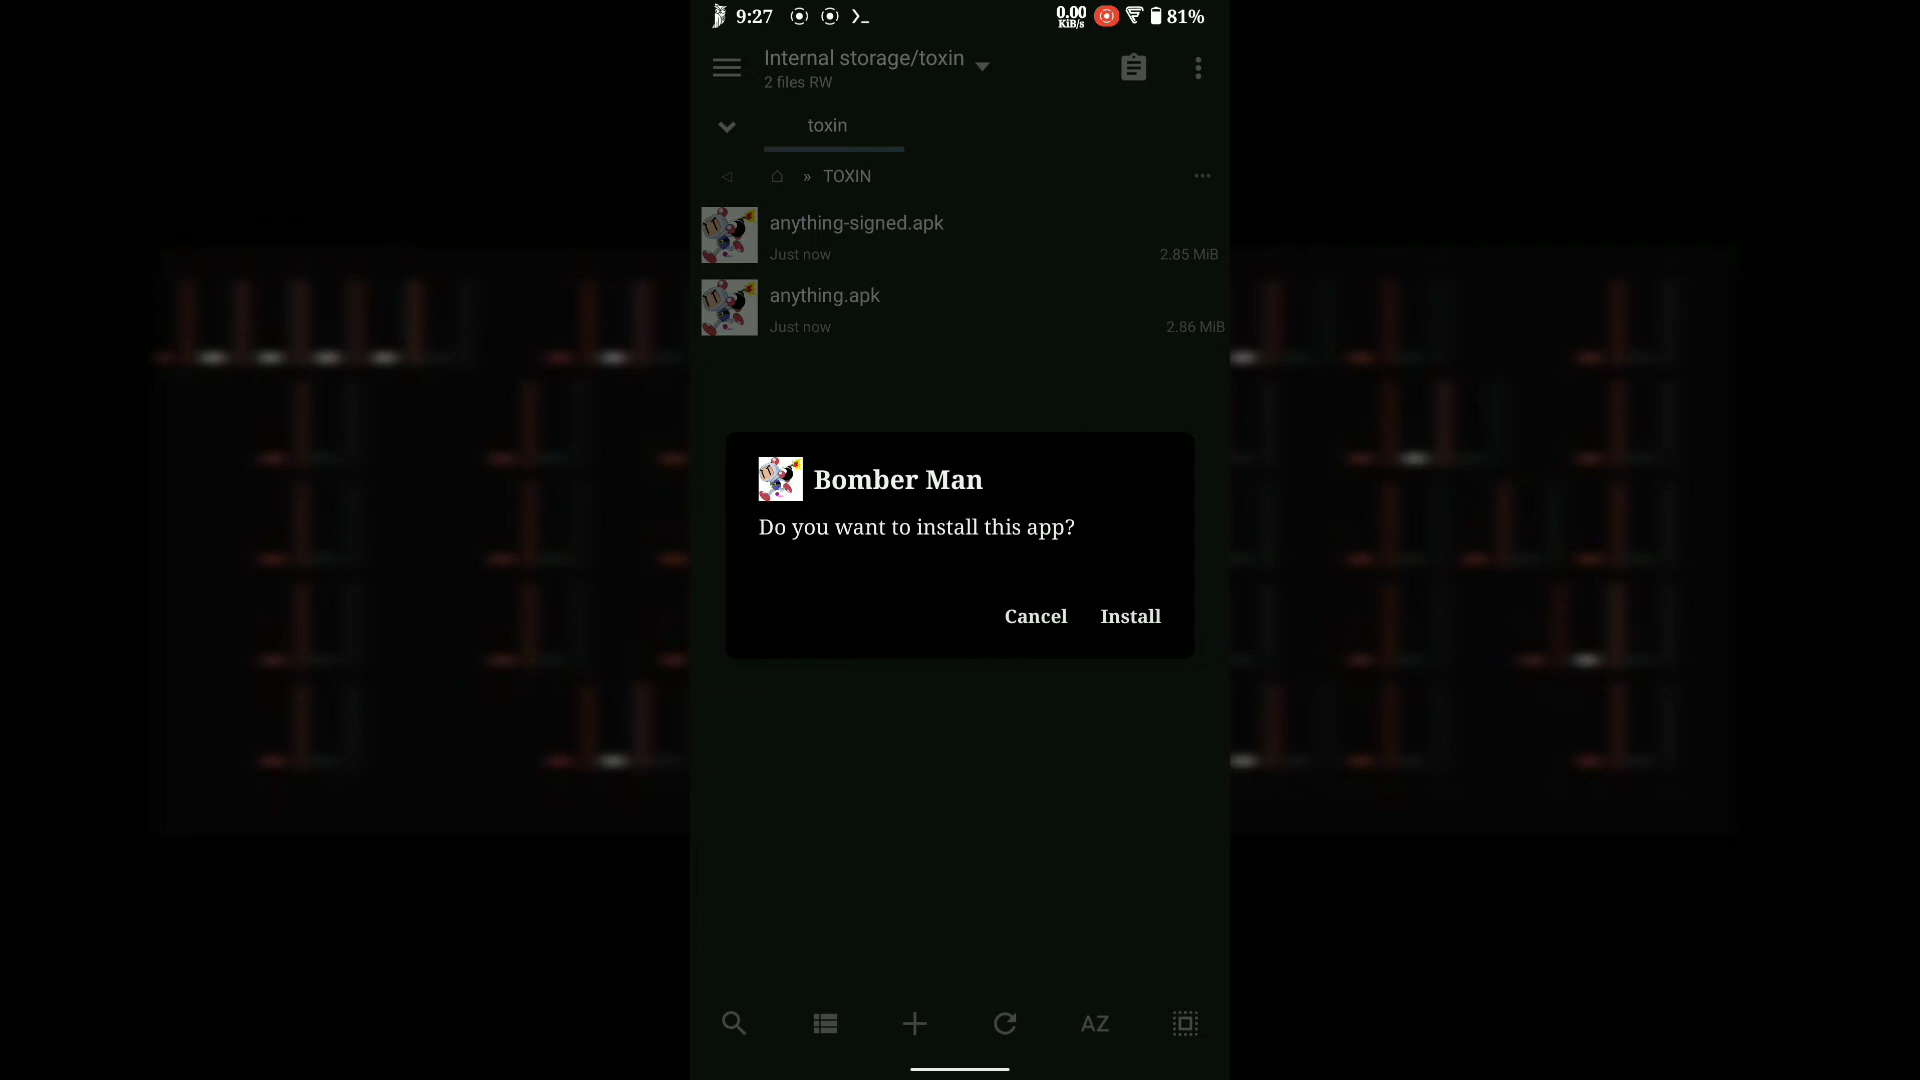 9:27
0.00
KiB/s
81%
Internal storage/toxin
2 files RW
toxin
» TOXIN
anything-signed.apk
Just now
2.85 MiB
anything.apk
Just now
2.86 MiB
Bomber Man
Do you want to install this app?
Cancel
Install
AZ